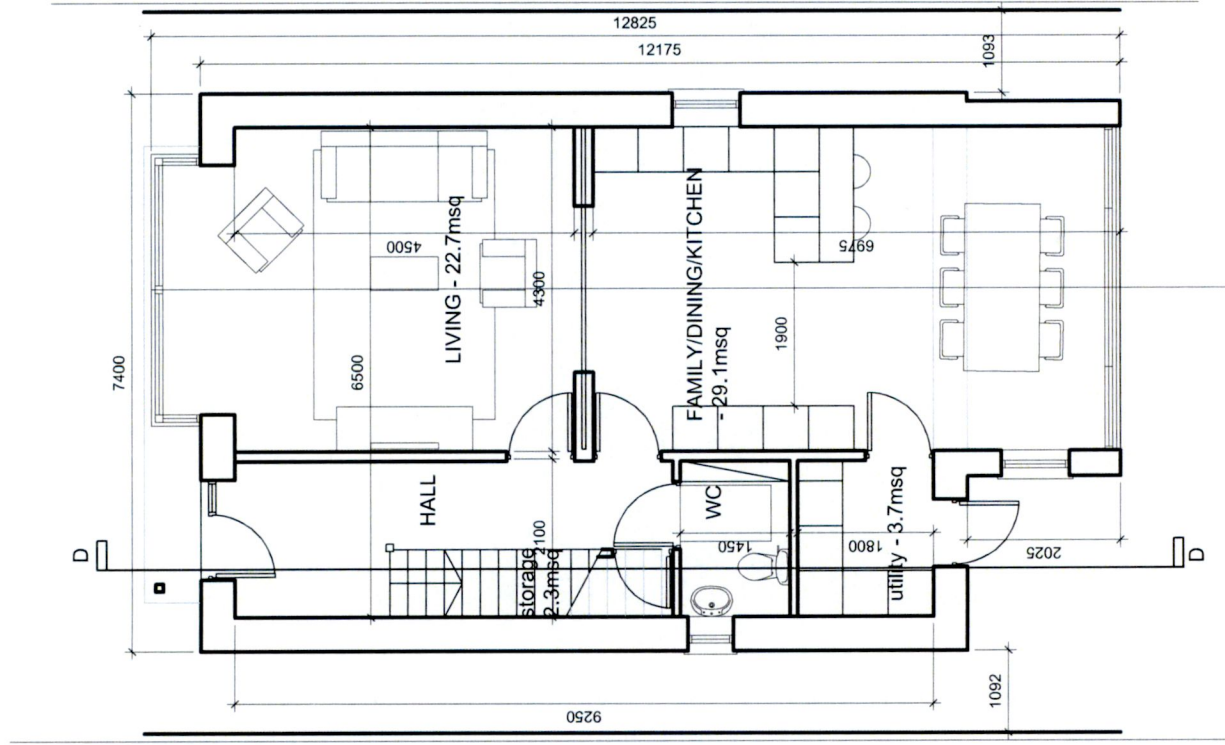 12825
12175
1093
7400
4500
LIVING - 22.7msq
4300
6500
FAMILY/DINING/KITCHEN
- 29.1msq
6975
1900
HALL
WC
2100
storage
2.3msq
1450
1800
utility - 3.7msq
2025
D
D
9250
1092